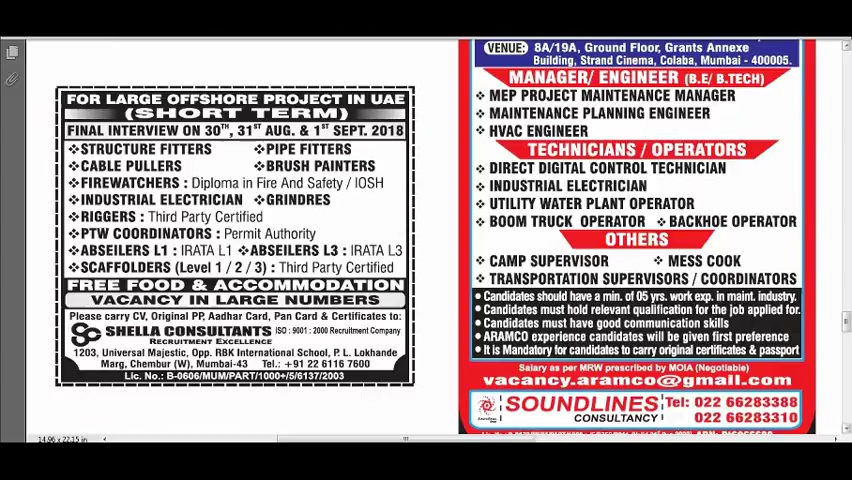 FOR LARGE OFFSHORE PROJECT IN UAE
(SHORT TERM)
FINAL INTERVIEW ON 30TH, 31ST AUG. & 1ST SEPT. 2018
❖STRUCTURE FITTERS ❖PIPE FITTERS
❖CABLE PULLERS ❖BRUSH PAINTERS
❖FIREWATCHERS : Diploma in Fire And Safety / IOSH
❖INDUSTRIAL ELECTRICIAN ❖GRINDRES
❖RIGGERS : Third Party Certified
❖PTW COORDINATORS : Permit Authority
❖ABSEILERS L1 : IRATA L1 ❖ABSEILERS L3 : IRATA L3
❖SCAFFOLDERS (Level 1 / 2 / 3) : Third Party Certified
FREE FOOD & ACCOMMODATION
VACANCY IN LARGE NUMBERS
Please carry CV, Original PP, Aadhar Card, Pan Card & Certificates to:
SHELLA CONSULTANTS ISO : 9001 : 2000 Recruitment Company
RECRUITMENT EXCELLENCE
1203, Universal Majestic, Opp. RBK International School, P. L. Lokhande
Marg, Chembur (W), Mumbai-43 Tel.: +91 22 6116 7600
Lic. No.: B-0606/MUM/PART/1000+/5/6137/2003
14.96 x 22.15 in
VENUE: 8A/19A, Ground Floor, Grants Annexe
Building, Strand Cinema, Colaba, Mumbai - 400005.
MANAGER/ ENGINEER (B.E/ B.TECH)
❖ MEP PROJECT MAINTENANCE MANAGER
❖ MAINTENANCE PLANNING ENGINEER
❖ HVAC ENGINEER
TECHNICIANS / OPERATORS
❖ DIRECT DIGITAL CONTROL TECHNICIAN
❖ INDUSTRIAL ELECTRICIAN
❖ UTILITY WATER PLANT OPERATOR
❖ BOOM TRUCK OPERATOR ❖ BACKHOE OPERATOR
OTHERS
❖ CAMP SUPERVISOR ❖ MESS COOK
❖ TRANSPORTATION SUPERVISORS / COORDINATORS
• Candidates should have a min. of 05 yrs. work exp. in maint. industry.
• Candidates must hold relevant qualification for the job applied for.
• Candidates must have good communication skills
• ARAMCO experience candidates will be given first preference
• It is Mandatory for candidates to carry original certificates & passport
Salary as per MRW prescribed by MOIA (Negotiable)
vacancy.aramco@gmail.com
SOUNDLINES Tel: 022 66283388
CONSULTANCY 022 66283310